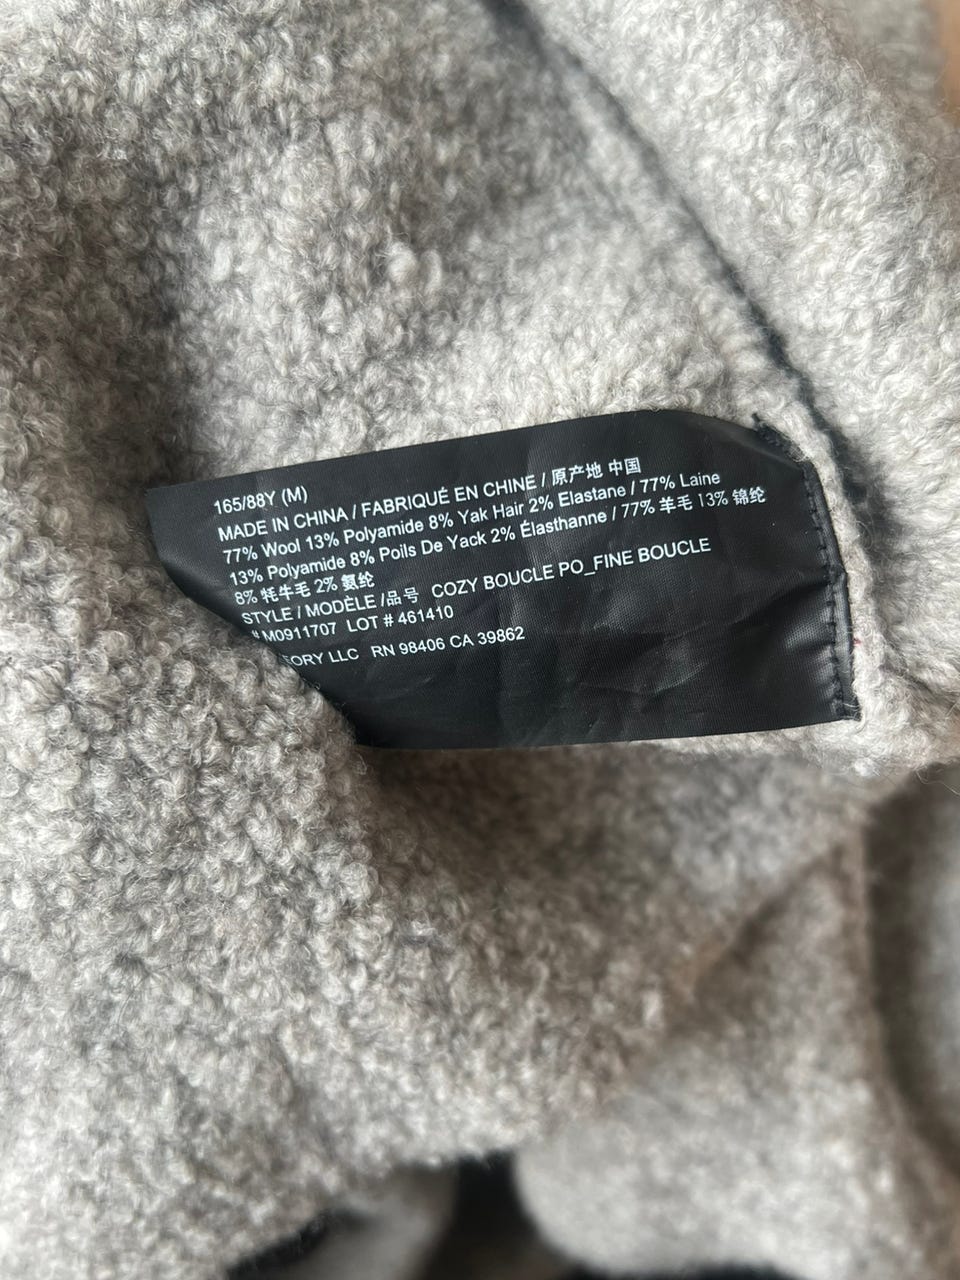 165/88Y (M)
MADE IN CHINA / FABRIQUÉ EN CHINE / 原产地 中国
77% Wool 13% Polyamide 8% Yak Hair 2% Elastane / 77% Laine
13% Polyamide 8% Poils De Yack 2% Élasthanne / 77% 羊毛 13% 锦纶
8% 牦牛毛 2% 氨纶
STYLE / MODÈLE /品号 COZY BOUCLE PO_FINE BOUCLE
# M0911707 LOT # 461410
EORY LLC RN 98406 CA 39862